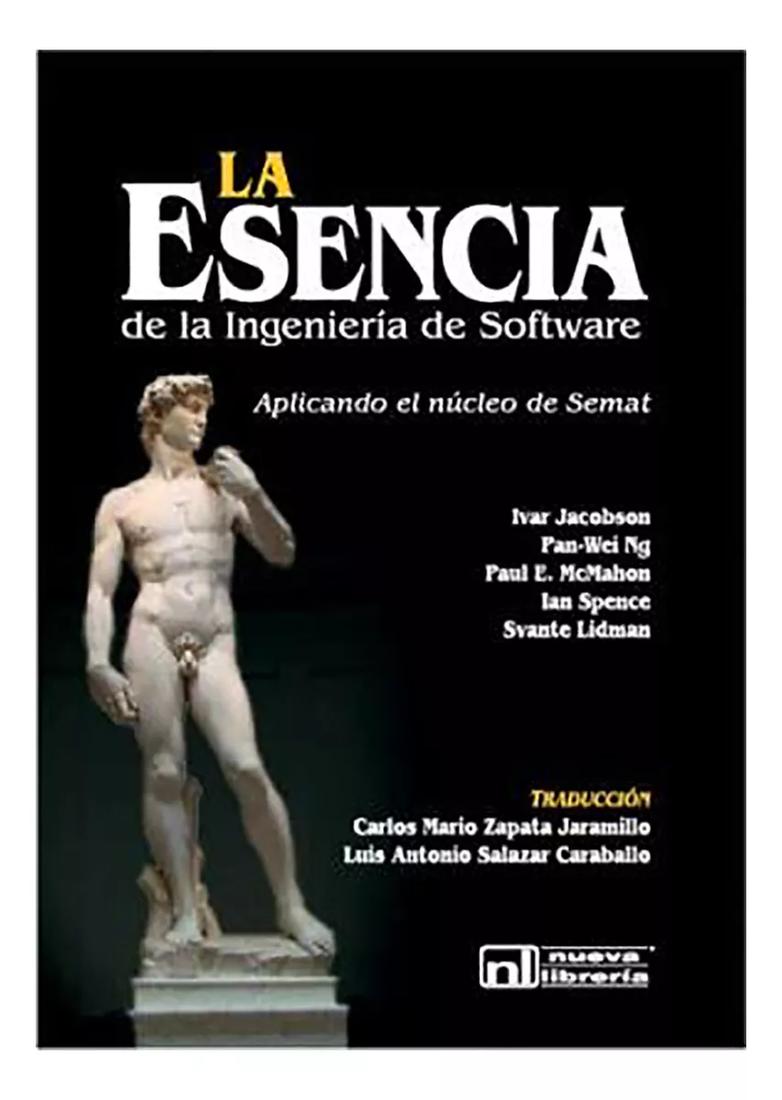 LA
ESENCIA
de la Ingeniería de Software
Aplicando el núcleo de Semat
Ivar Jacobson
Pan-Wei Ng
Paul E. McMahon
Ian Spence
Svante Lidman
TRADUCCIÓN
Carlos Mario Zapata Jaramillo
Luis Antonio Salazar Caraballo
nl nueva
librería